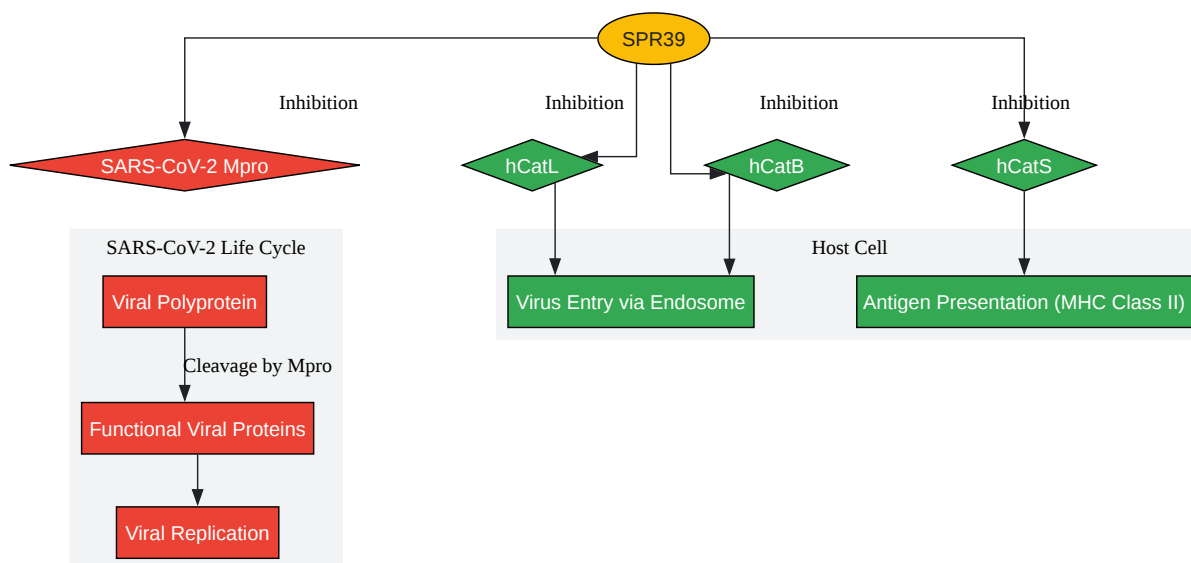 SPR39
Inhibition
Inhibition
Inhibition
Inhibition
SARS-CoV-2 Mpro
hCatL
hCatB
hCatS
SARS-CoV-2 Life Cycle
Host Cell
Viral Polyprotein
Virus Entry via Endosome
Antigen Presentation (MHC Class II)
Cleavage by Mpro
Functional Viral Proteins
Viral Replication